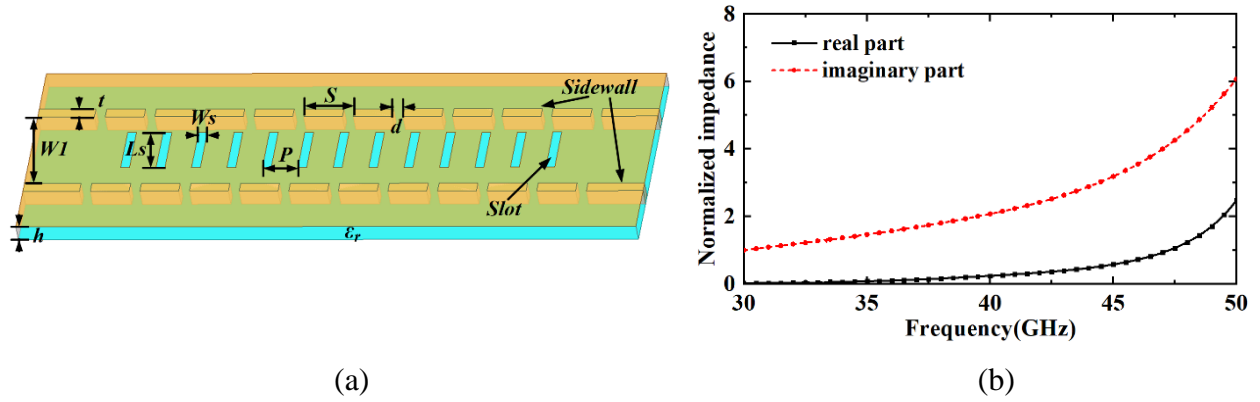 t
S
Sidewall
Ws
d
W1
Ls
P
Slot
h
εr
(a)
8
6
4
2
0
Normalized impedance
real part
imaginary part
30 35 40 45 50
Frequency(GHz)
(b)